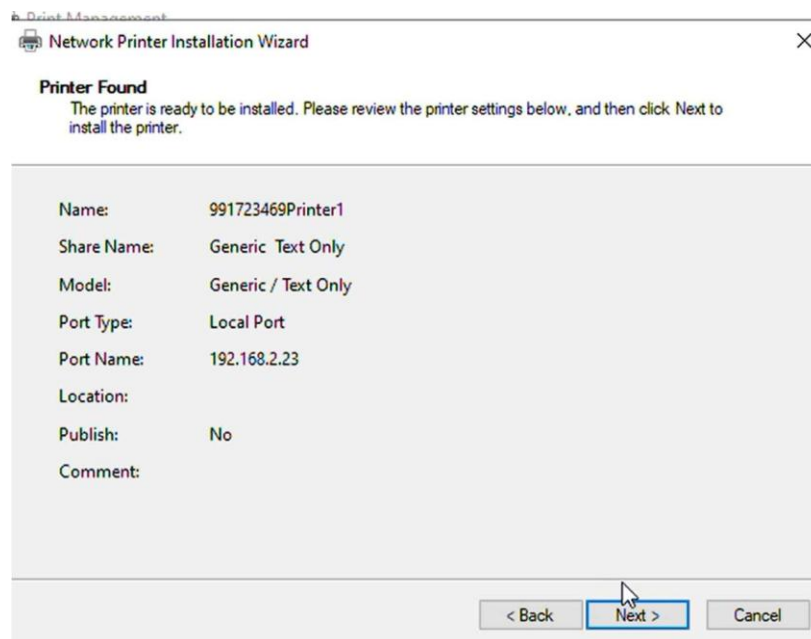 Print Management
Network Printer Installation Wizard
Printer Found
The printer is ready to be installed. Please review the printer settings below, and then click Next to
install the printer.
Name: 991723469Printer1
Share Name: Generic Text Only
Model: Generic / Text Only
Port Type: Local Port
Port Name: 192.168.2.23
Location:
Publish: No
Comment:
< Back Next > Cancel